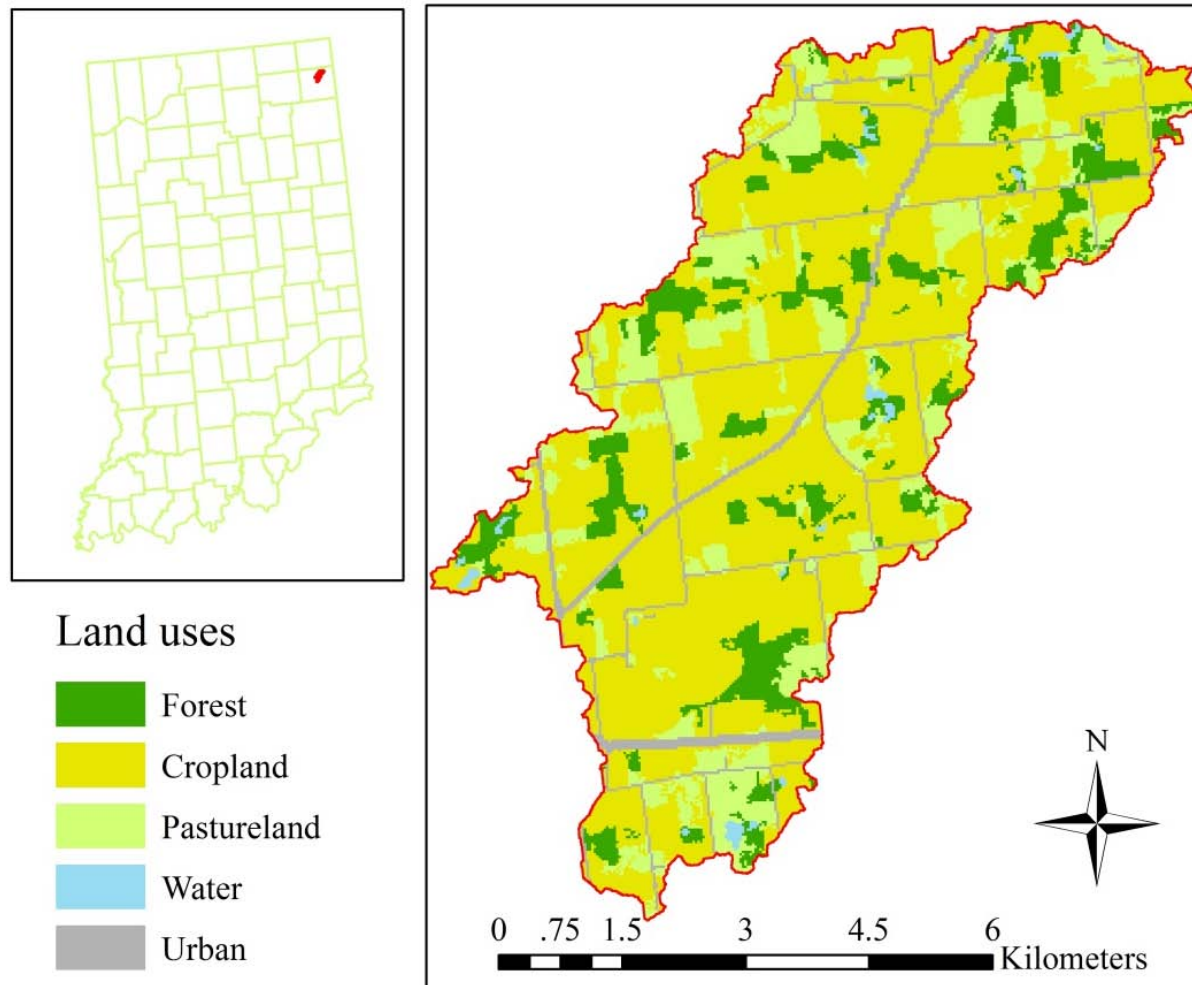 Land uses
Forest
Cropland
Pastureland
Water
Urban
N
0 .75 1.5 3 4.5 6
Kilometers